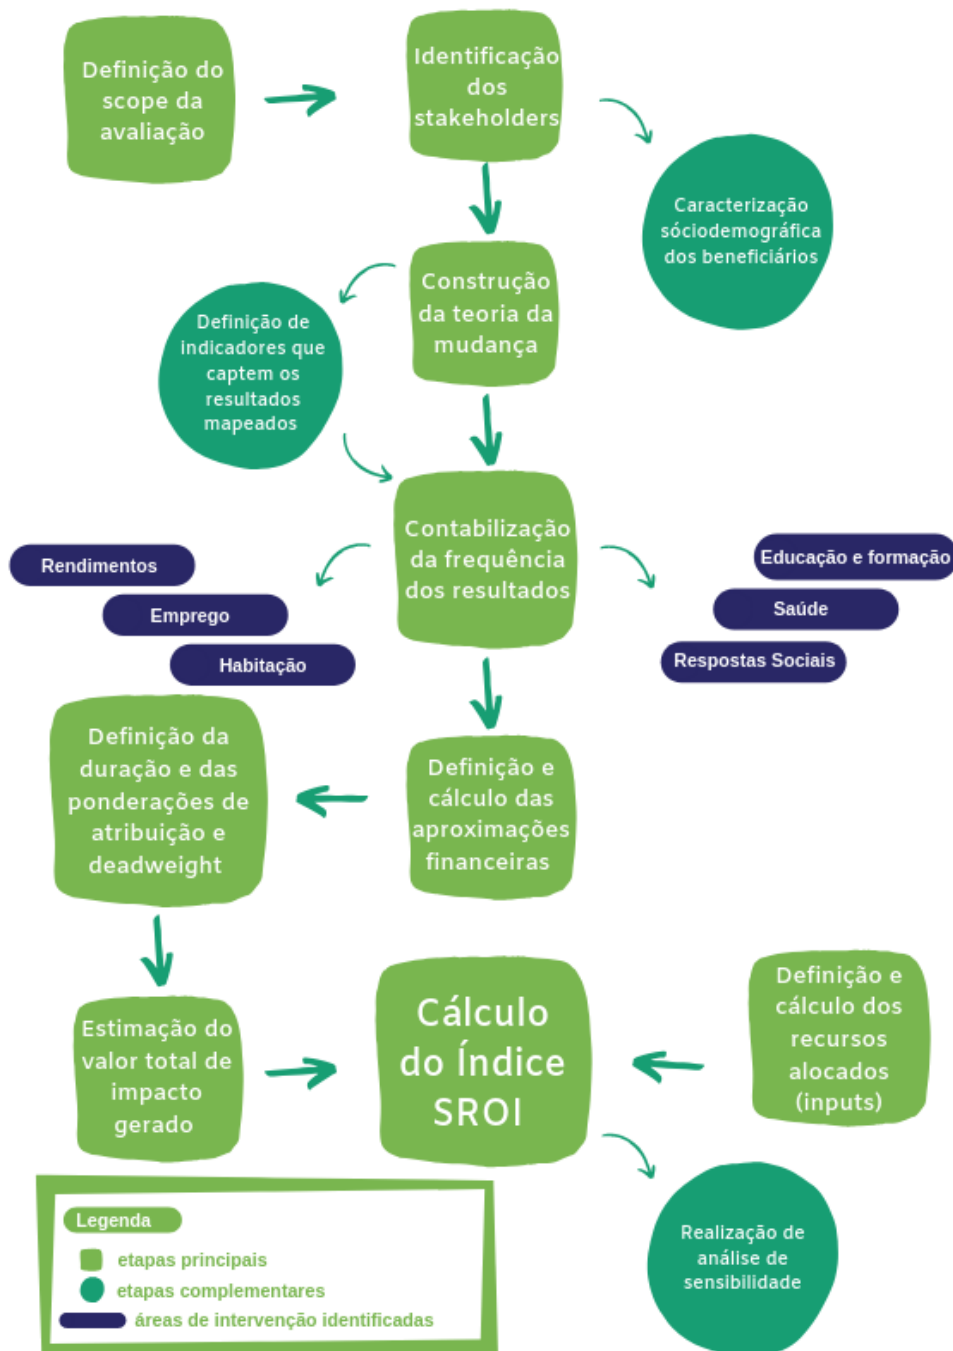 Definição do
scope da
avaliação
Identificação
dos
stakeholders
Caracterização
sóciodemográfica
dos beneficiários
Construção
da teoria da
mudança
Definição de
indicadores que
captem os
resultados
mapeados
Contabilização
da frequência
dos resultados
Rendimentos
Emprego
Habitação
Educação e formação
Saúde
Respostas Sociais
Definição e
cálculo das
aproximações
financeiras
Definição da
duração e das
ponderações de
atribuição e
deadweight
Estimação do
valor total de
impacto
gerado
Cálculo
do Índice
SROI
Definição e
cálculo dos
recursos
alocados
(inputs)
Realização de
análise de
sensibilidade
Legenda
etapas principais
etapas complementares
áreas de intervenção identificadas